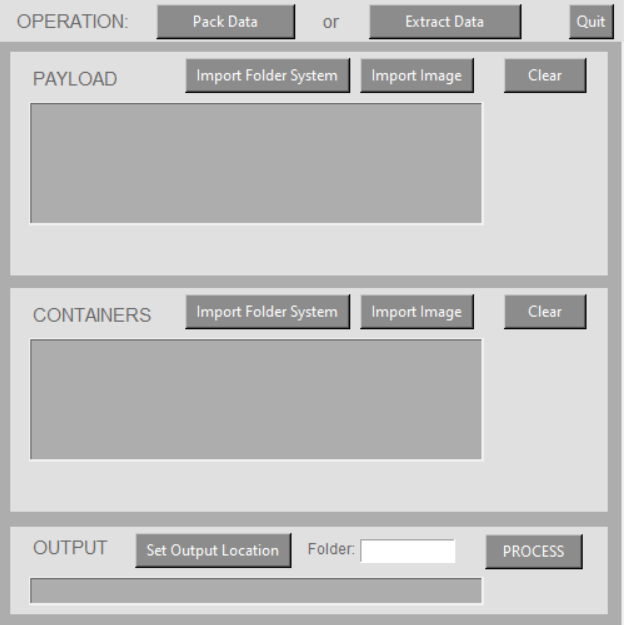 OPERATION: Pack Data or Extract Data Quit
PAYLOAD Import Folder System Import Image Clear
CONTAINERS Import Folder System Import Image Clear
OUTPUT Set Output Location Folder: PROCESS